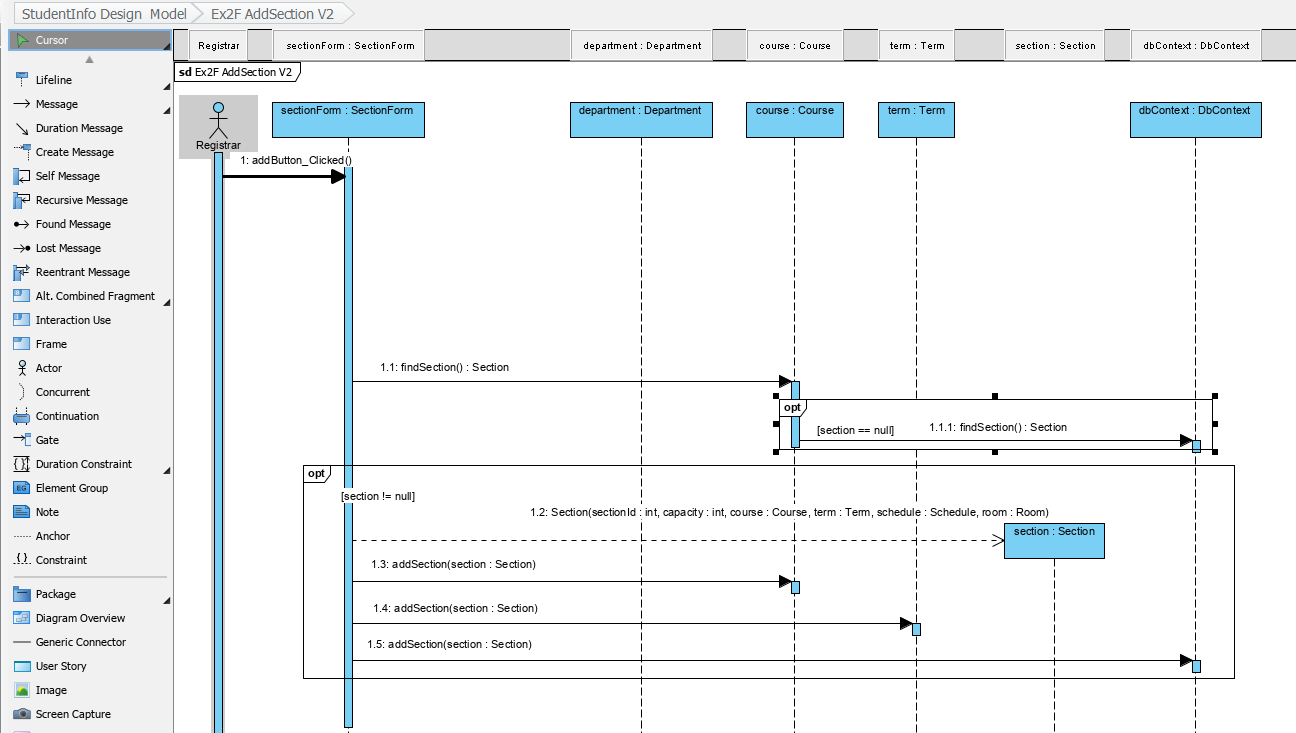 StudentInfo Design Model Ex2F AddSection V2
Cursor
Registrar sectionForm : SectionForm department : Department course : Course term : Term section : Section dbContext : DbContext
sd Ex2F AddSection V2
Lifeline
Message
Duration Message
Create Message
Self Message
Recursive Message
Found Message
Lost Message
Reentrant Message
Alt. Combined Fragment
Interaction Use
Frame
Actor
Concurrent
Continuation
Gate
Duration Constraint
Element Group
Note
Anchor
Constraint
Package
Diagram Overview
Generic Connector
User Story
Image
Screen Capture
sectionForm : SectionForm department : Department course : Course term : Term dbContext : DbContext
Registrar
1: addButton_Clicked()
1.1: findSection() : Section
opt
[section == null] 1.1.1: findSection() : Section
opt
[section != null]
1.2: Section(sectionId : int, capacity : int, course : Course, term : Term, schedule : Schedule, room : Room)
section : Section
1.3: addSection(section : Section)
1.4: addSection(section : Section)
1.5: addSection(section : Section)